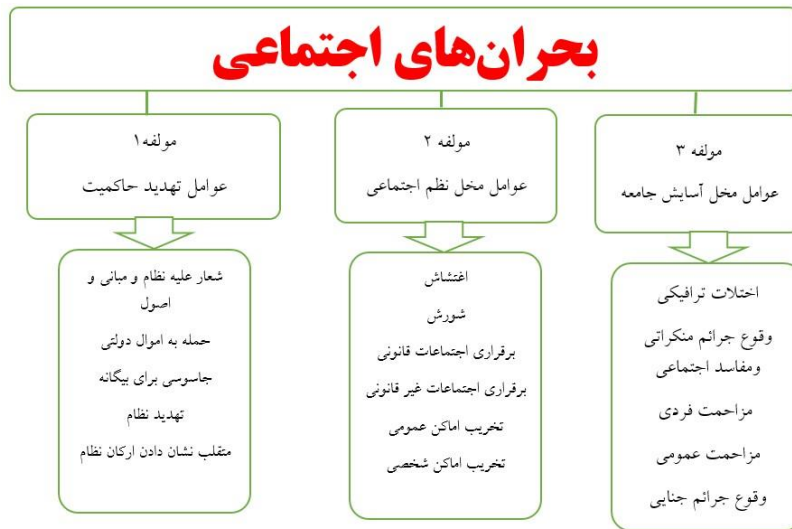 بحران‌های اجتماعی
مولفه۱
عوامل تهدید حاکمیت
شعار علیه نظام و مبانی و
اصول
حمله به اموال دولتی
جاسوسی برای بیگانه
تهدید نظام
متقلب نشان دادن ارکان نظام
مولفه ۲
عوامل مخل نظم اجتماعی
اغتشاش
شورش
برقراری اجتماعات قانونی
برقراری اجتماعات غیر قانونی
تخریب اماکن عمومی
تخریب اماکن شخصی
مولفه ۳
عوامل مخل آسایش جامعه
اختلات ترافیکی
وقوع جرائم منکراتی
ومفاسد اجتماعی
مزاحمت فردی
مزاحمت عمومی
وقوع جرائم جنایی